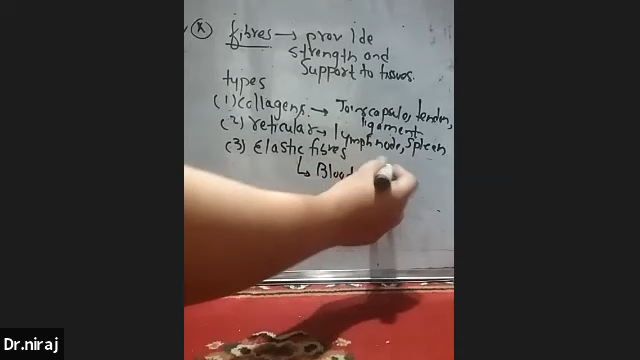 (x) fibres → provide
strength and
support to tissues.
types
(1) collagens → Joint capsule, tendon,
ligament
(2) reticular → lymph node, spleen
(3) Elastic fibres
↳ Blood
Dr.niraj